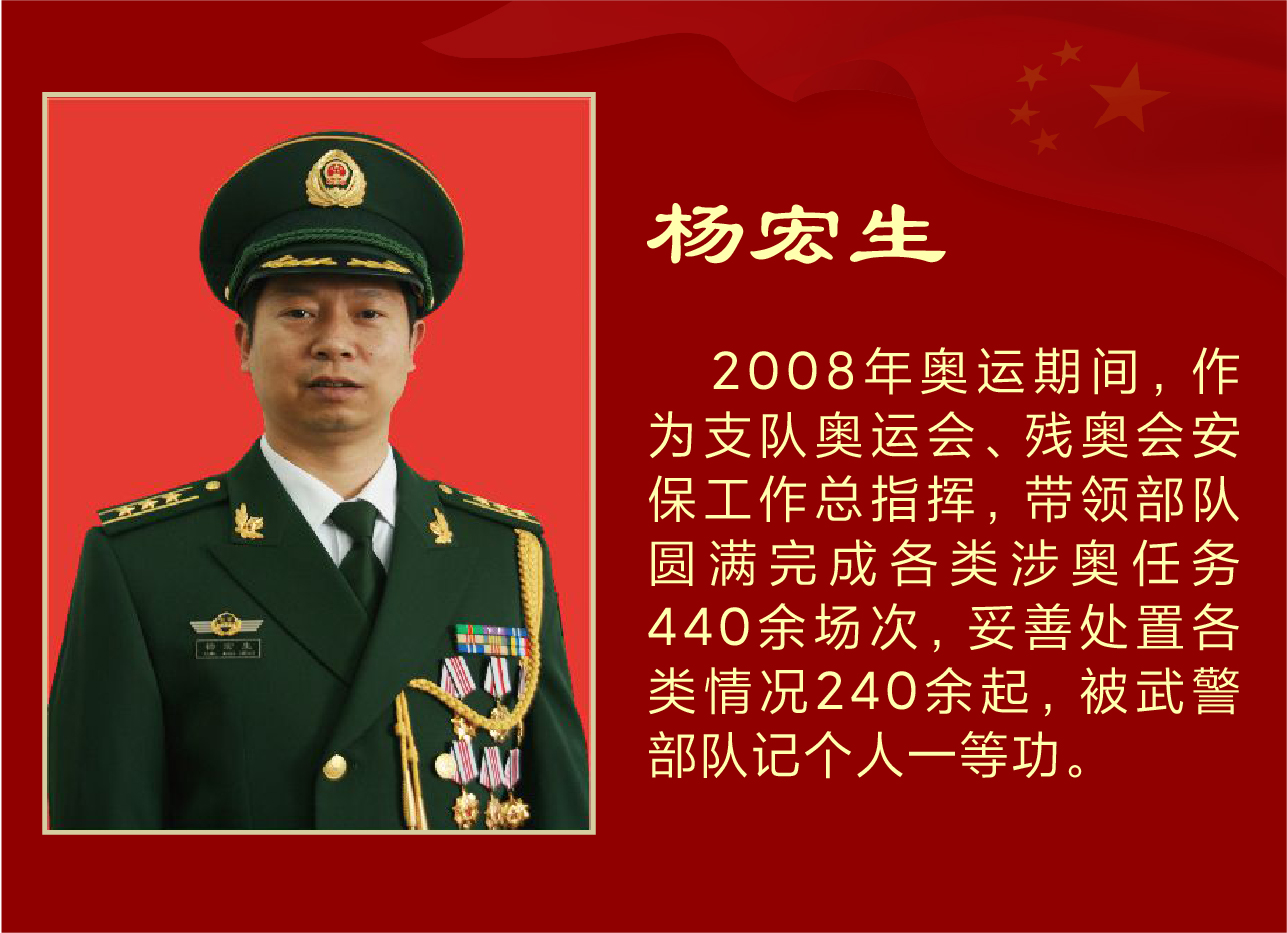 杨宏生
2008年奥运期间，作
为支队奥运会、残奥会安
保工作总指挥，带领部队
圆满完成各类涉奥任务
440余场次，妥善处置各
类情况240余起，被武警
部队记个人一等功。
杨宏生